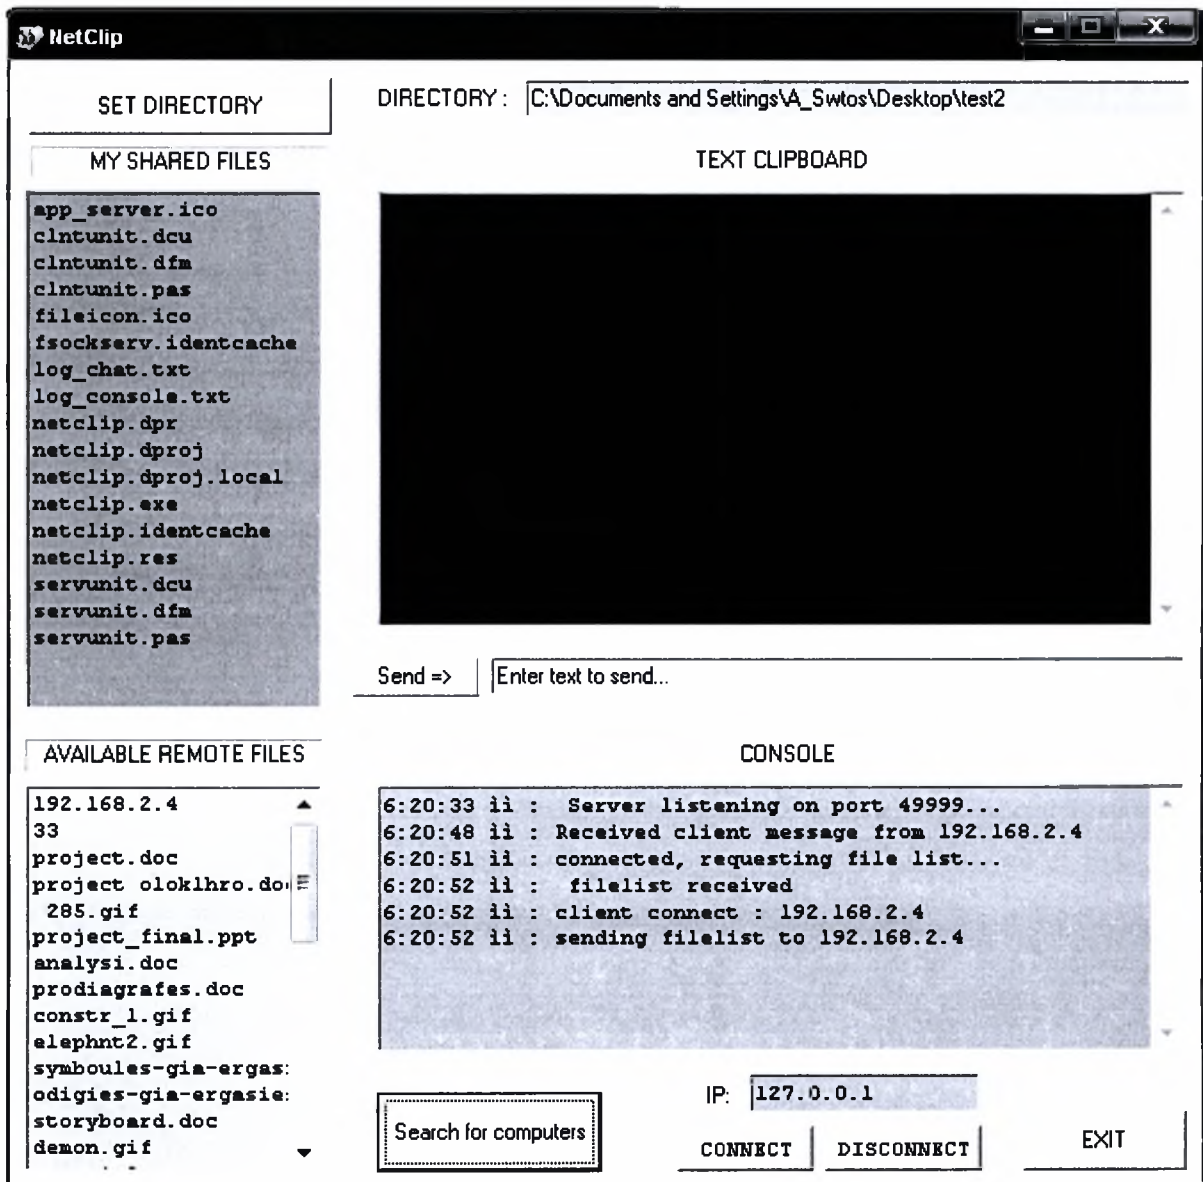 NetClip
SET DIRECTORY
DIRECTORY : C:\Documents and Settings\A_Swtos\Desktop\test2
MY SHARED FILES
app_server.ico
clntunit.dcu
clntunit.dfm
clntunit.pas
fileicon.ico
fsockserv.identcache
log_chat.txt
log_console.txt
netclip.dpr
netclip.dproj
netclip.dproj.local
netclip.exe
netclip.identcache
netclip.res
servunit.dcu
servunit.dfm
servunit.pas
TEXT CLIPBOARD
Send => Enter text to send...
AVAILABLE REMOTE FILES
192.168.2.4
33
project.doc
project oloklhro.do
285.gif
project_final.ppt
analysi.doc
prodiagrafes.doc
constr_1.gif
elephnt2.gif
symboules-gia-ergas:
odigies-gia-ergasie:
storyboard.doc
demon.gif
CONSOLE
6:20:33 ìì : Server listening on port 49999...
6:20:48 ìì : Received client message from 192.168.2.4
6:20:51 ìì : connected, requesting file list...
6:20:52 ìì : filelist received
6:20:52 ìì : client connect : 192.168.2.4
6:20:52 ìì : sending filelist to 192.168.2.4
Search for computers
IP: 127.0.0.1
CONNECT DISCONNECT
EXIT